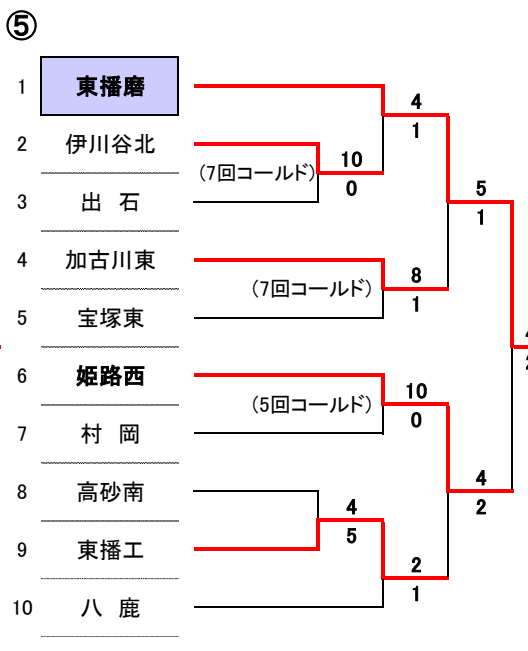 ⑤
1 東播磨
4
1
2 伊川谷北
(7回コールド)
10
0
3 出 石
5
1
4 加古川東
(7回コールド)
8
1
5 宝塚東
6 姫路西
(5回コールド)
10
0
7 村 岡
8 高砂南
4
5
4
2
9 東播工
2
1
10 八 鹿